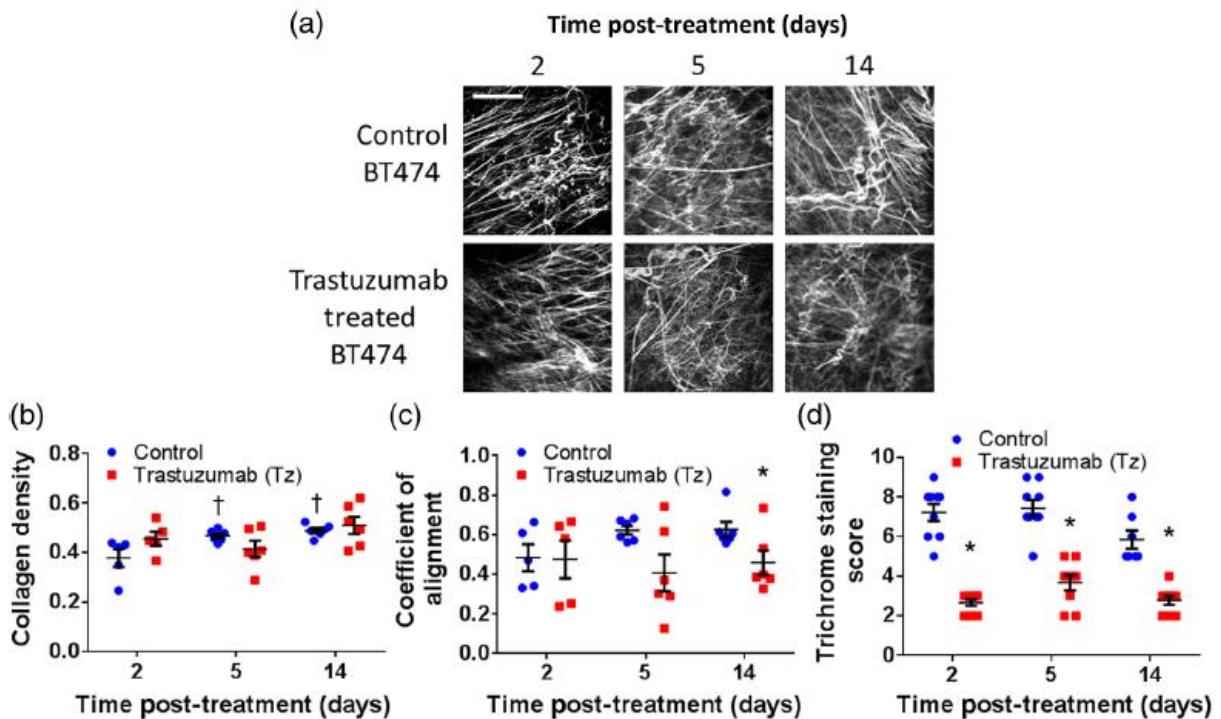 (a)
Time post-treatment (days)
2 5 14
Control
BT474
Trastuzumab
treated
BT474
(b)
Control
Trastuzumab (Tz)
Collagen density
0.8
0.6
0.4
0.2
0.0
† †
2 5 14
Time post-treatment (days)
(c)
Control
Trastuzumab (Tz)
Coefficient of
alignment
1.0
0.8
0.6
0.4
0.2
0.0
*
2 5 14
Time post-treatment (days)
(d)
Control
Trastuzumab (Tz)
Trichrome staining
score
10
8
6
4
2
0
* * *
2 5 14
Time post-treatment (days)